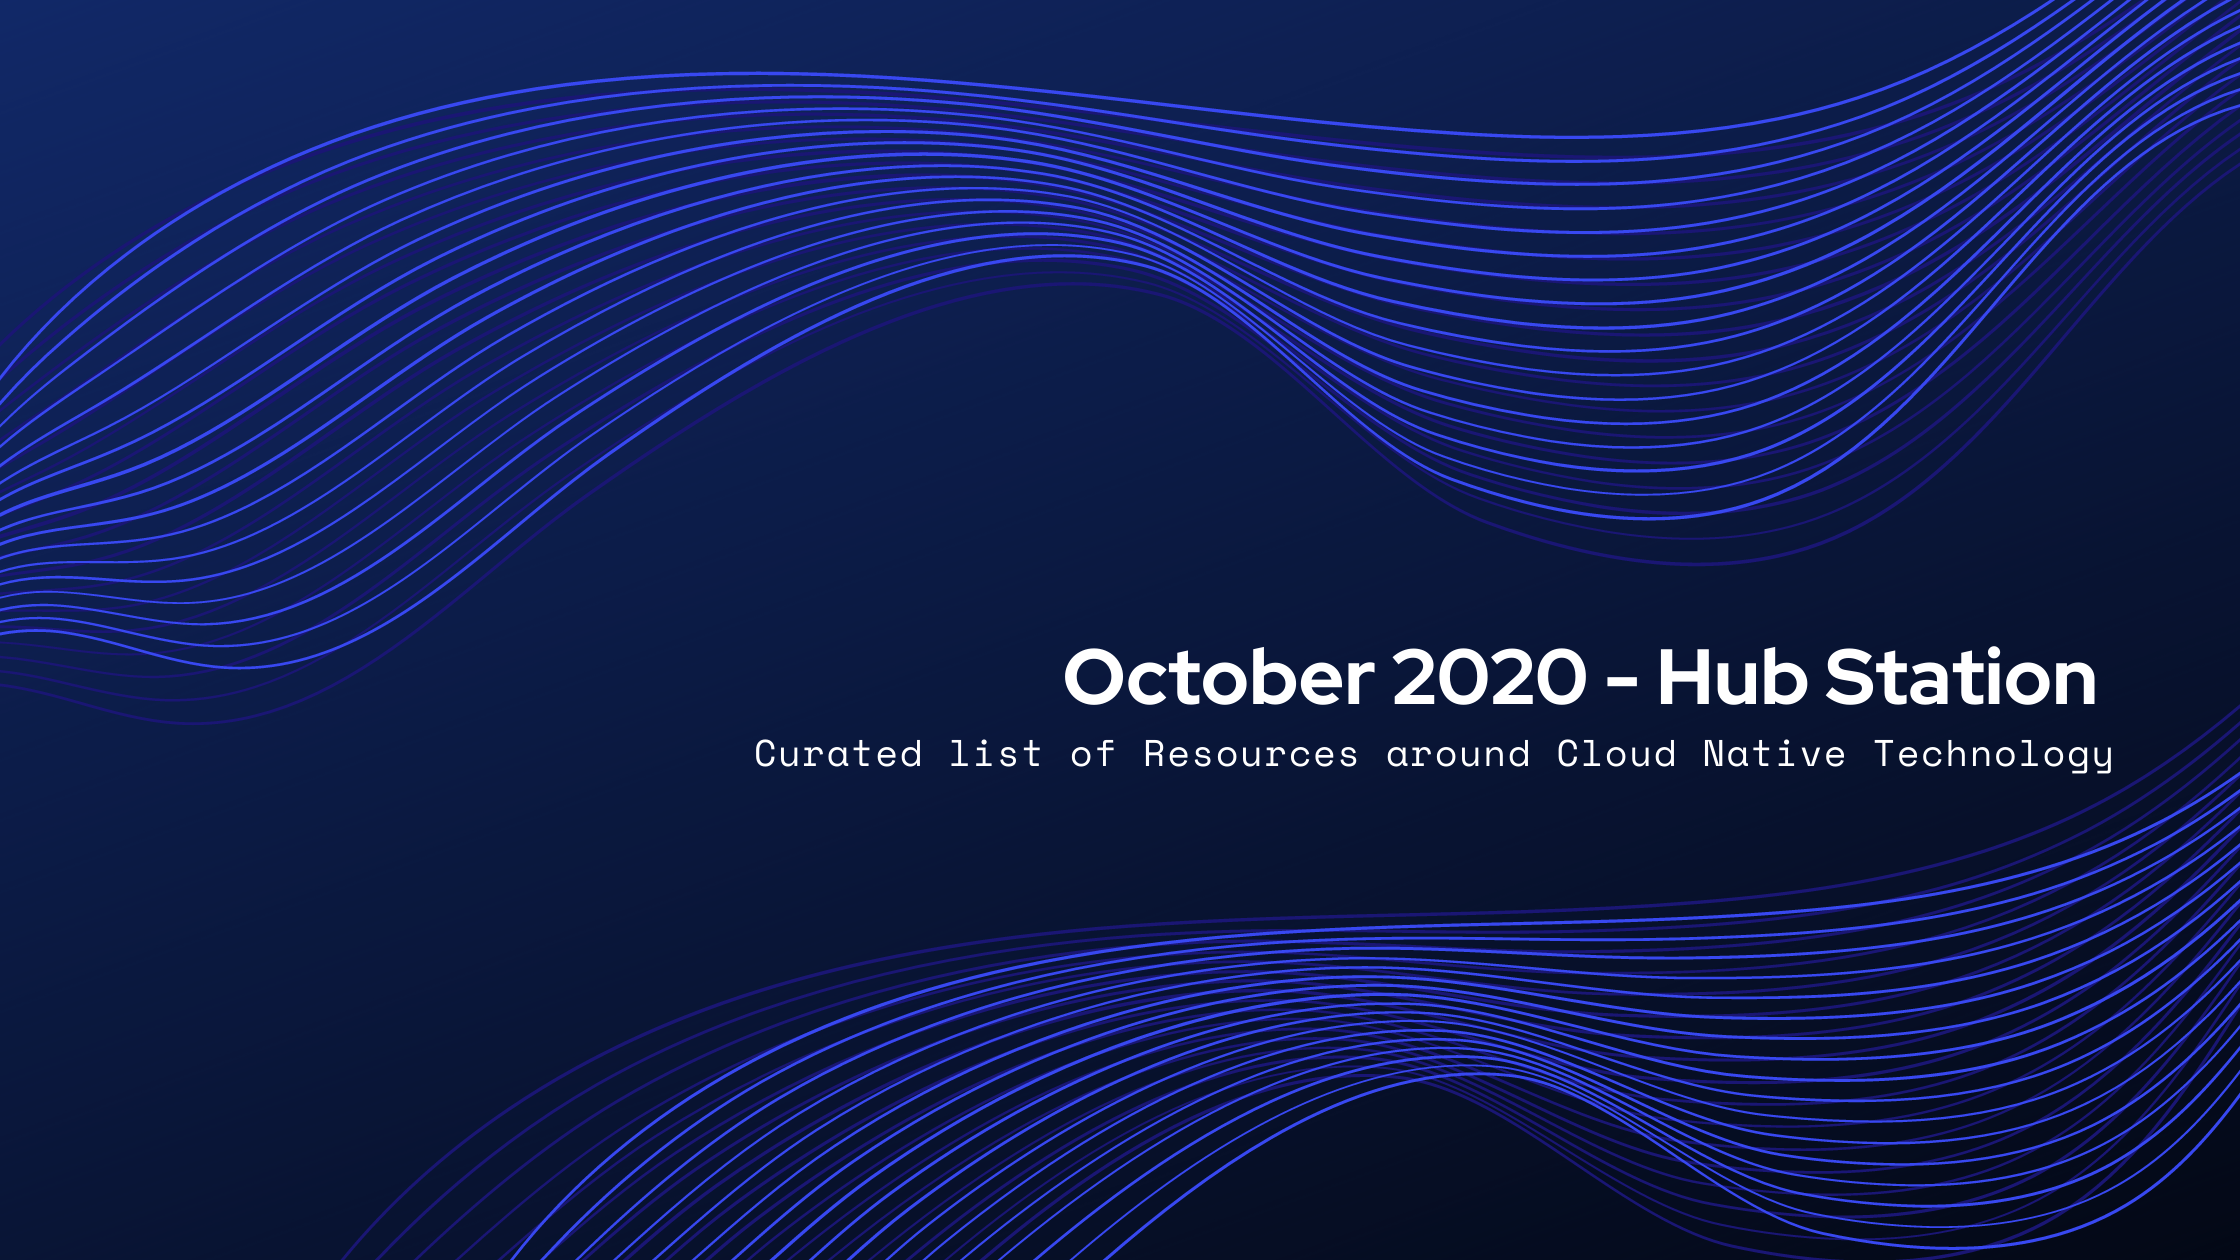 October 2020 - Hub Station
Curated list of Resources around Cloud Native Technology